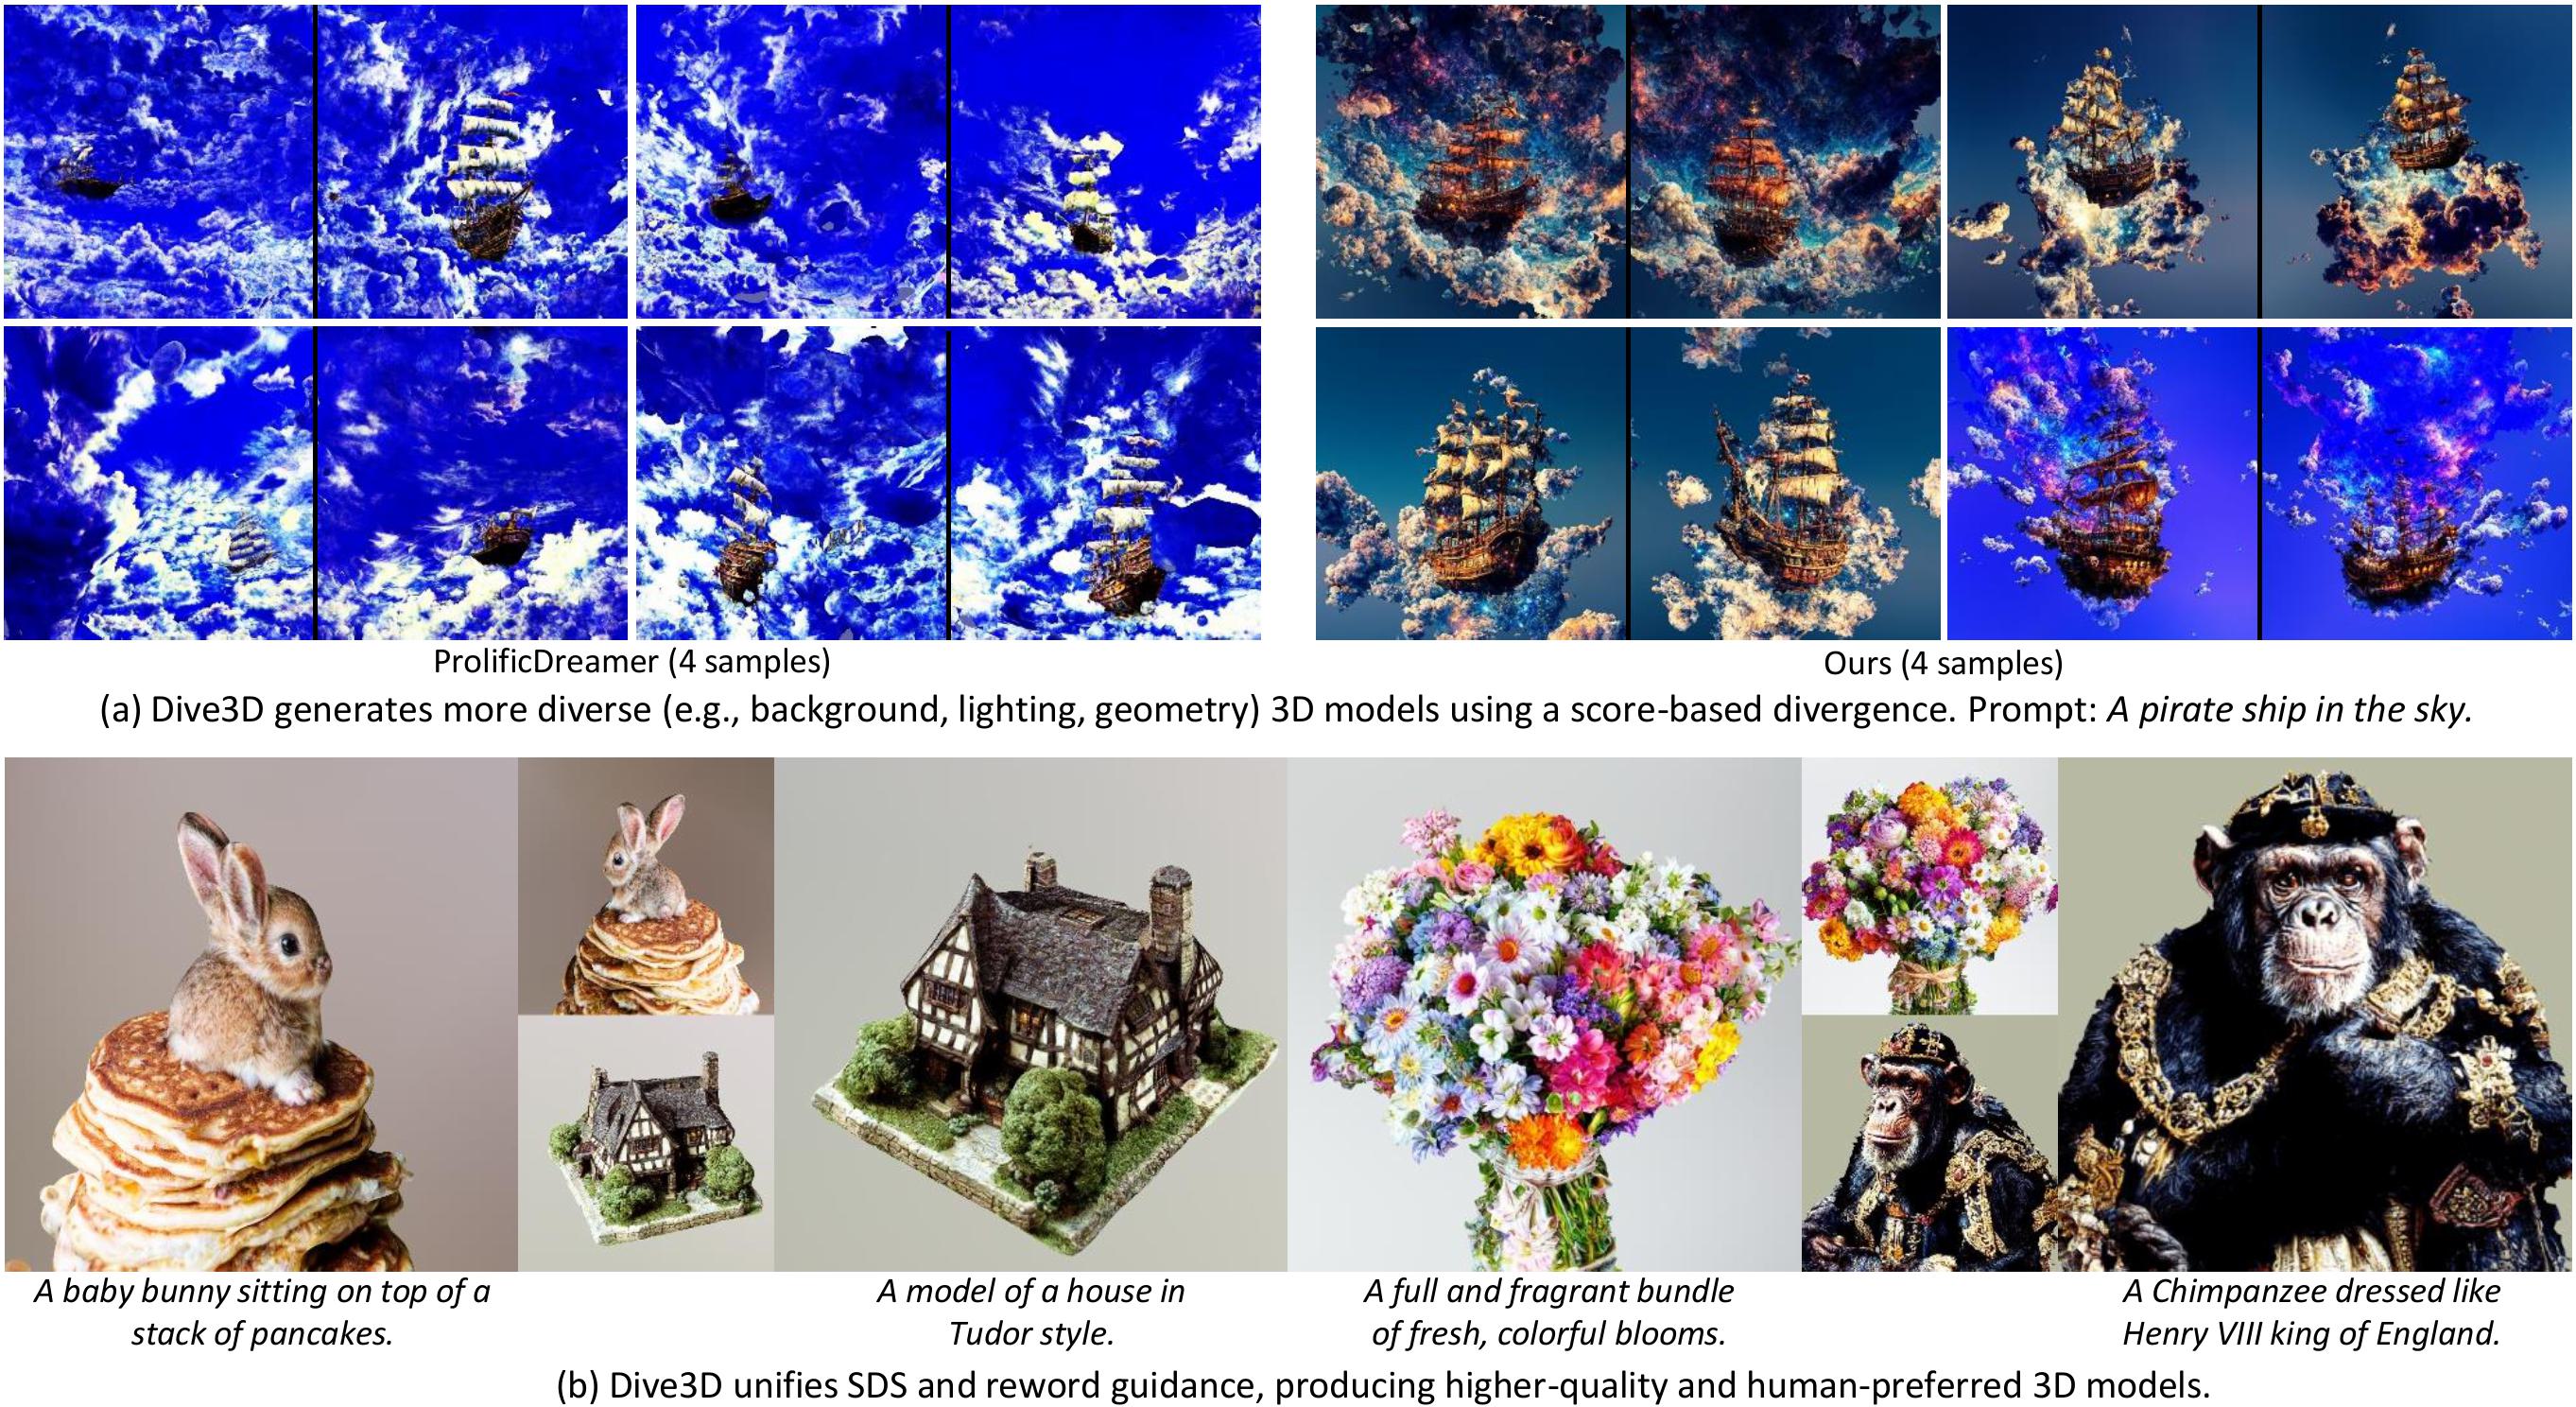 ProlificDreamer (4 samples)
Ours (4 samples)
(a) Dive3D generates more diverse (e.g., background, lighting, geometry) 3D models using a score-based divergence. Prompt: A pirate ship in the sky.
A baby bunny sitting on top of a
stack of pancakes.
A model of a house in
Tudor style.
A full and fragrant bundle
of fresh, colorful blooms.
A Chimpanzee dressed like
Henry VIII king of England.
(b) Dive3D unifies SDS and reword guidance, producing higher-quality and human-preferred 3D models.